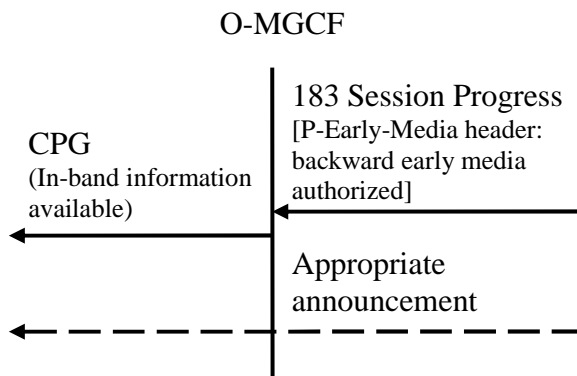 O-MGCF
183 Session Progress
[P-Early-Media header:
backward early media
authorized]
CPG
(In-band information
available)
Appropriate
announcement